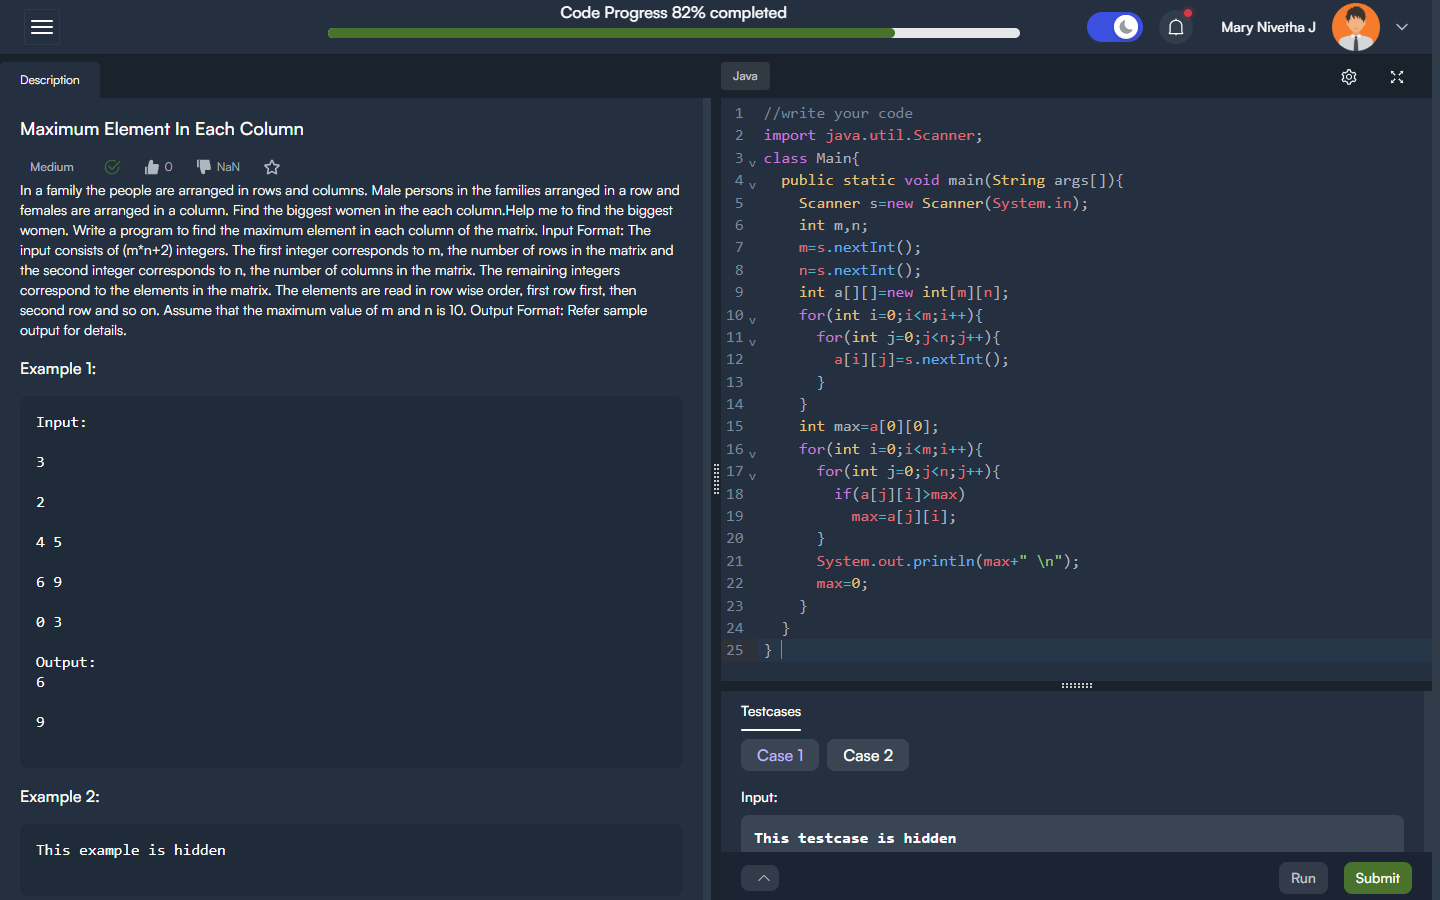 Code Progress 82% completed
Mary Nivetha J
Description
Maximum Element In Each Column
Medium
0
NaN
In a family the people are arranged in rows and columns. Male persons in the families arranged in a row and
females are arranged in a column. Find the biggest women in the each column.Help me to find the biggest
women. Write a program to find the maximum element in each column of the matrix. Input Format: The
input consists of (m*n+2) integers. The first integer corresponds to m, the number of rows in the matrix and
the second integer corresponds to n, the number of columns in the matrix. The remaining integers
correspond to the elements in the matrix. The elements are read in row wise order, first row first, then
second row and so on. Assume that the maximum value of m and n is 10. Output Format: Refer sample
output for details.
Example 1:
Input:
3
2
4 5
6 9
0 3
Output:
6
9
Example 2:
This example is hidden
Java
1 //write your code
2 import java.util.Scanner;
3 class Main{
4 public static void main(String args[]){
5 Scanner s=new Scanner(System.in);
6 int m,n;
7 m=s.nextInt();
8 n=s.nextInt();
9 int a[][]=new int[m][n];
10 for(int i=0;i<m;i++){
11 for(int j=0;j<n;j++){
12 a[i][j]=s.nextInt();
13 }
14 }
15 int max=a[0][0];
16 for(int i=0;i<m;i++){
17 for(int j=0;j<n;j++){
18 if(a[j][i]>max)
19 max=a[j][i];
20 }
21 System.out.println(max+" \n");
22 max=0;
23 }
24 }
25 }
Testcases
Case 1
Case 2
Input:
This testcase is hidden
Run
Submit